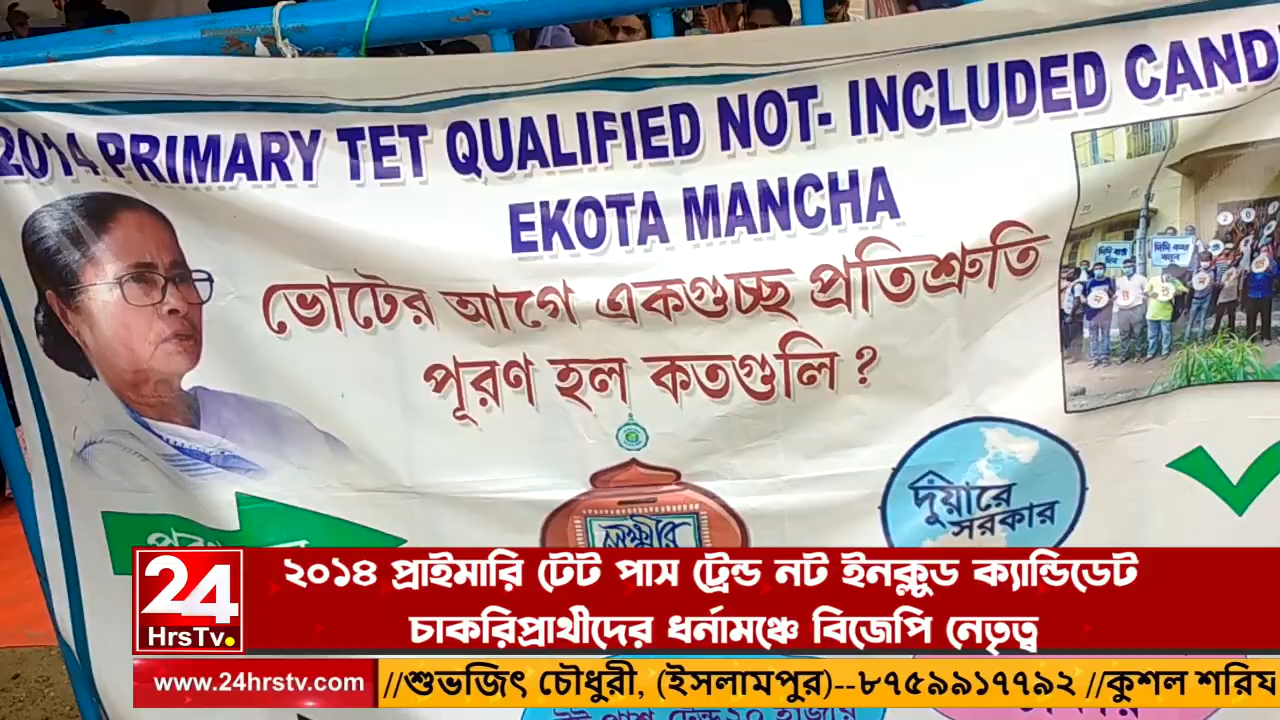 2014 PRIMARY TET QUALIFIED NOT- INCLUDED CAND
EKOTA MANCHA
ভোটের আগে একগুচ্ছ প্রতিশ্রুতি
পূরণ হল কতগুলি ?
দুয়ারে
সরকার
লক্ষ্মীর
24
HrsTv.
২০১৪ প্রাইমারি টেট পাস ট্রেন্ড নট ইনক্লুড ক্যান্ডিডেট
চাকরিপ্রার্থীদের ধর্নামঞ্চে বিজেপি নেতৃত্ব
www.24hrstv.com
//শুভজিৎ চৌধুরী, (ইসলামপুর)--৮৭৫৯৯১৭৭৯২ //কুশল শরিফ